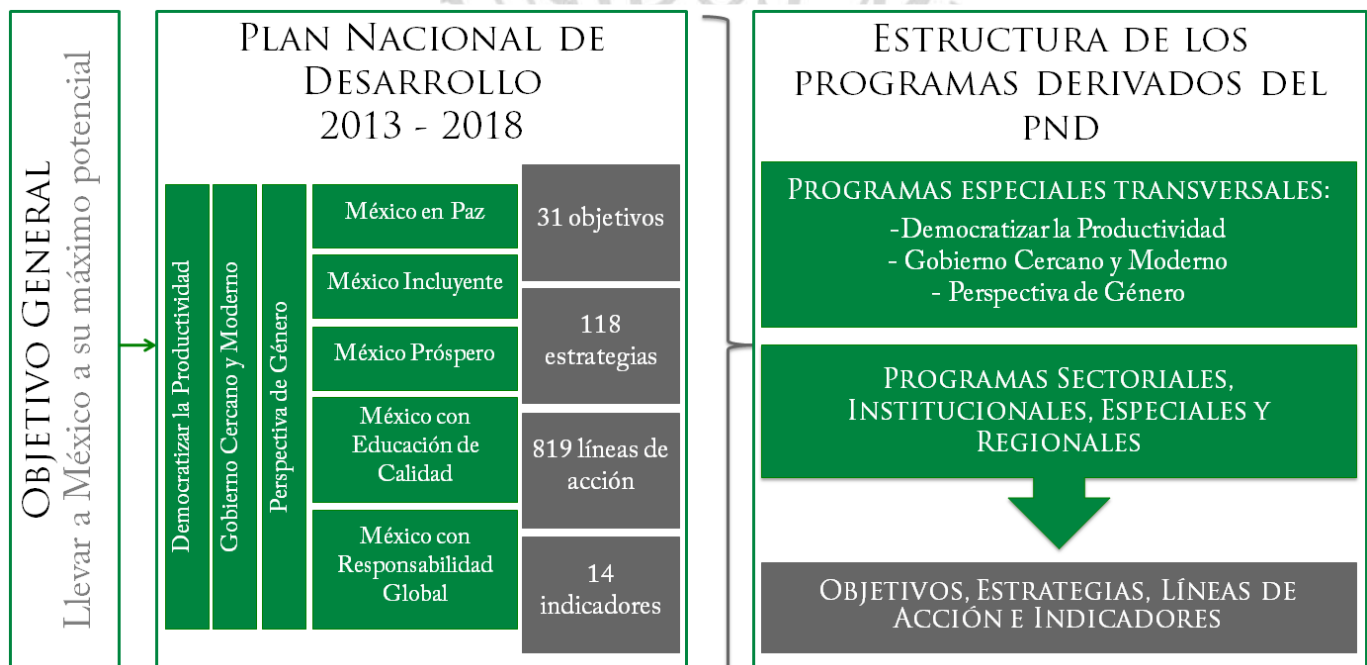 OBJETIVO GENERAL
Llevar a México a su máximo potencial
PLAN NACIONAL DE
DESARROLLO
2013 - 2018
Democratizar la Productividad
Gobierno Cercano y Moderno
Perspectiva de Género
México en Paz
México Incluyente
México Próspero
México con
Educación de
Calidad
México con
Responsabilidad
Global
31 objetivos
118
estrategias
819 líneas de
acción
14
indicadores
ESTRUCTURA DE LOS
PROGRAMAS DERIVADOS DEL
PND
PROGRAMAS ESPECIALES TRANSVERSALES:
-Democratizar la Productividad
- Gobierno Cercano y Moderno
- Perspectiva de Género
PROGRAMAS SECTORIALES,
INSTITUCIONALES, ESPECIALES Y
REGIONALES
OBJETIVOS, ESTRATEGIAS, LÍNEAS DE
ACCIÓN E INDICADORES